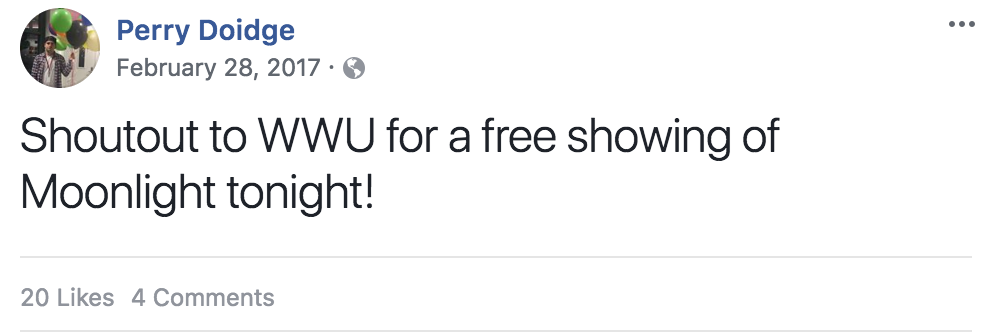 Perry Doidge
February 28, 2017 ·
Shoutout to WWU for a free showing of
Moonlight tonight!
20 Likes 4 Comments